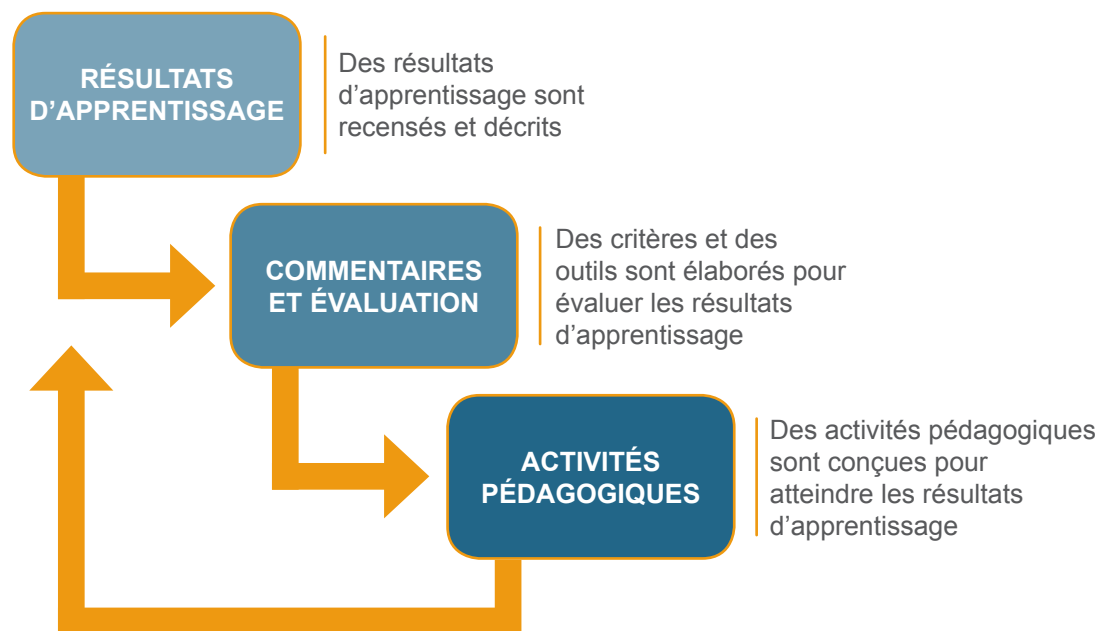 RÉSULTATS
D’APPRENTISSAGE
Des résultats
d’apprentissage sont
recensés et décrits
COMMENTAIRES
ET ÉVALUATION
Des critères et des
outils sont élaborés pour
évaluer les résultats
d’apprentissage
ACTIVITÉS
PÉDAGOGIQUES
Des activités pédagogiques
sont conçues pour
atteindre les résultats
d’apprentissage